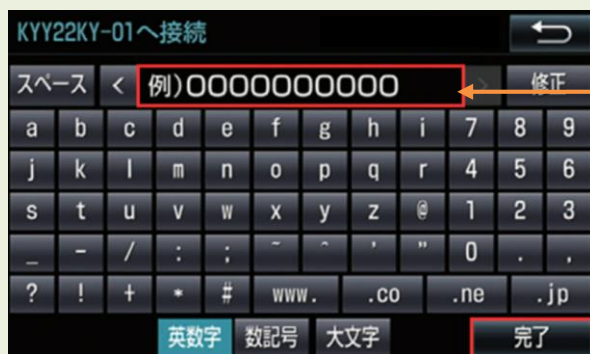 KYY22KY-01へ接続
スペース < 例)○○○○○○○○○○○ > 修正
a b c d e f g h i 7 8 9
j k l m n o p q r 4 5 6
s t u v w x y z @ 1 2 3
_ - / : ; ~ ^ ' " 0 . ,
? ! + * # www. .co .ne .jp
英数字 数記号 大文字 完了